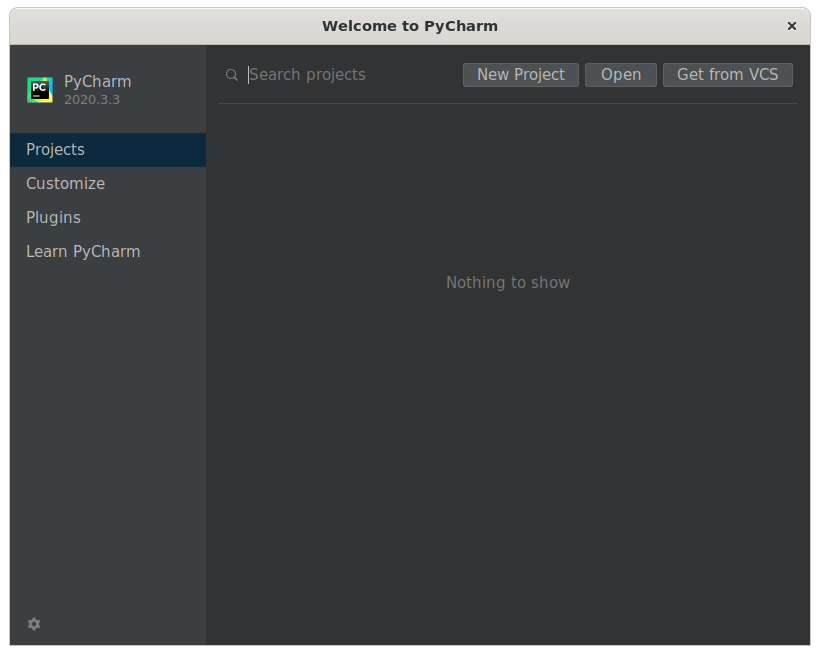 Welcome to PyCharm
PC
PyCharm
2020.3.3
Search projects
New Project
Open
Get from VCS
Projects
Customize
Plugins
Learn PyCharm
Nothing to show